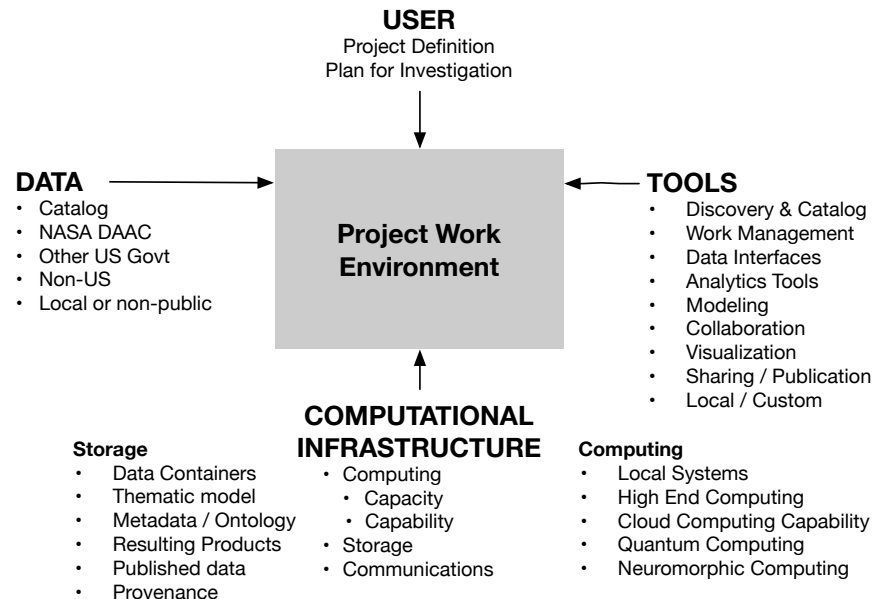 USER
Project Definition
Plan for Investigation
DATA
• Catalog
• NASA DAAC
• Other US Govt
• Non-US
• Local or non-public
Project Work
Environment
TOOLS
• Discovery & Catalog
• Work Management
• Data Interfaces
• Analytics Tools
• Modeling
• Collaboration
• Visualization
• Sharing / Publication
• Local / Custom
COMPUTATIONAL
INFRASTRUCTURE
• Computing
• Capacity
• Capability
• Storage
• Communications
Storage
• Data Containers
• Thematic model
• Metadata / Ontology
• Resulting Products
• Published data
• Provenance
Computing
• Local Systems
• High End Computing
• Cloud Computing Capability
• Quantum Computing
• Neuromorphic Computing